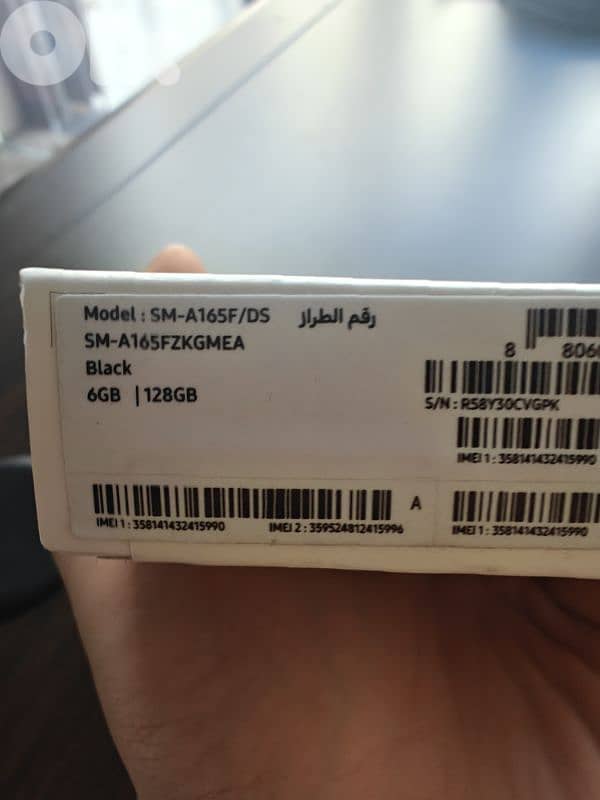 Model : SM-A165F/DS رقم الطراز
SM-A165FZKGMEA
Black
6GB | 128GB
8 806
S/N : R58Y30CVGPK
IMEI 1 : 358141432415990
A
IMEI 1 : 358141432415990 IMEI 2 : 359524812415996 IMEI 1 : 358141432415990